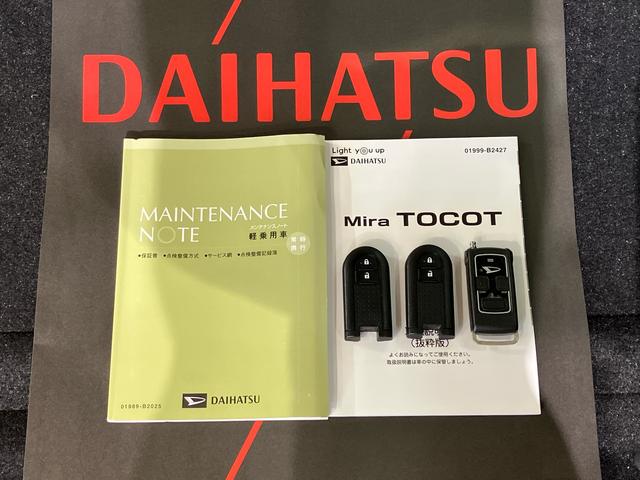 DAIHATSU
MAINTENANCE
NOTE
メンテナンスノート
軽乗用車
常時
携行
•保証書 •点検整備方式 •サービス網 •点検整備記録簿
01989-B2025
DAIHATSU
Light you up
DAIHATSU
01999-B2427
Mira TOCOT
(抜粋版)
よくお読みになってご使用ください。
取扱説明書は車の中に保管しましょう。